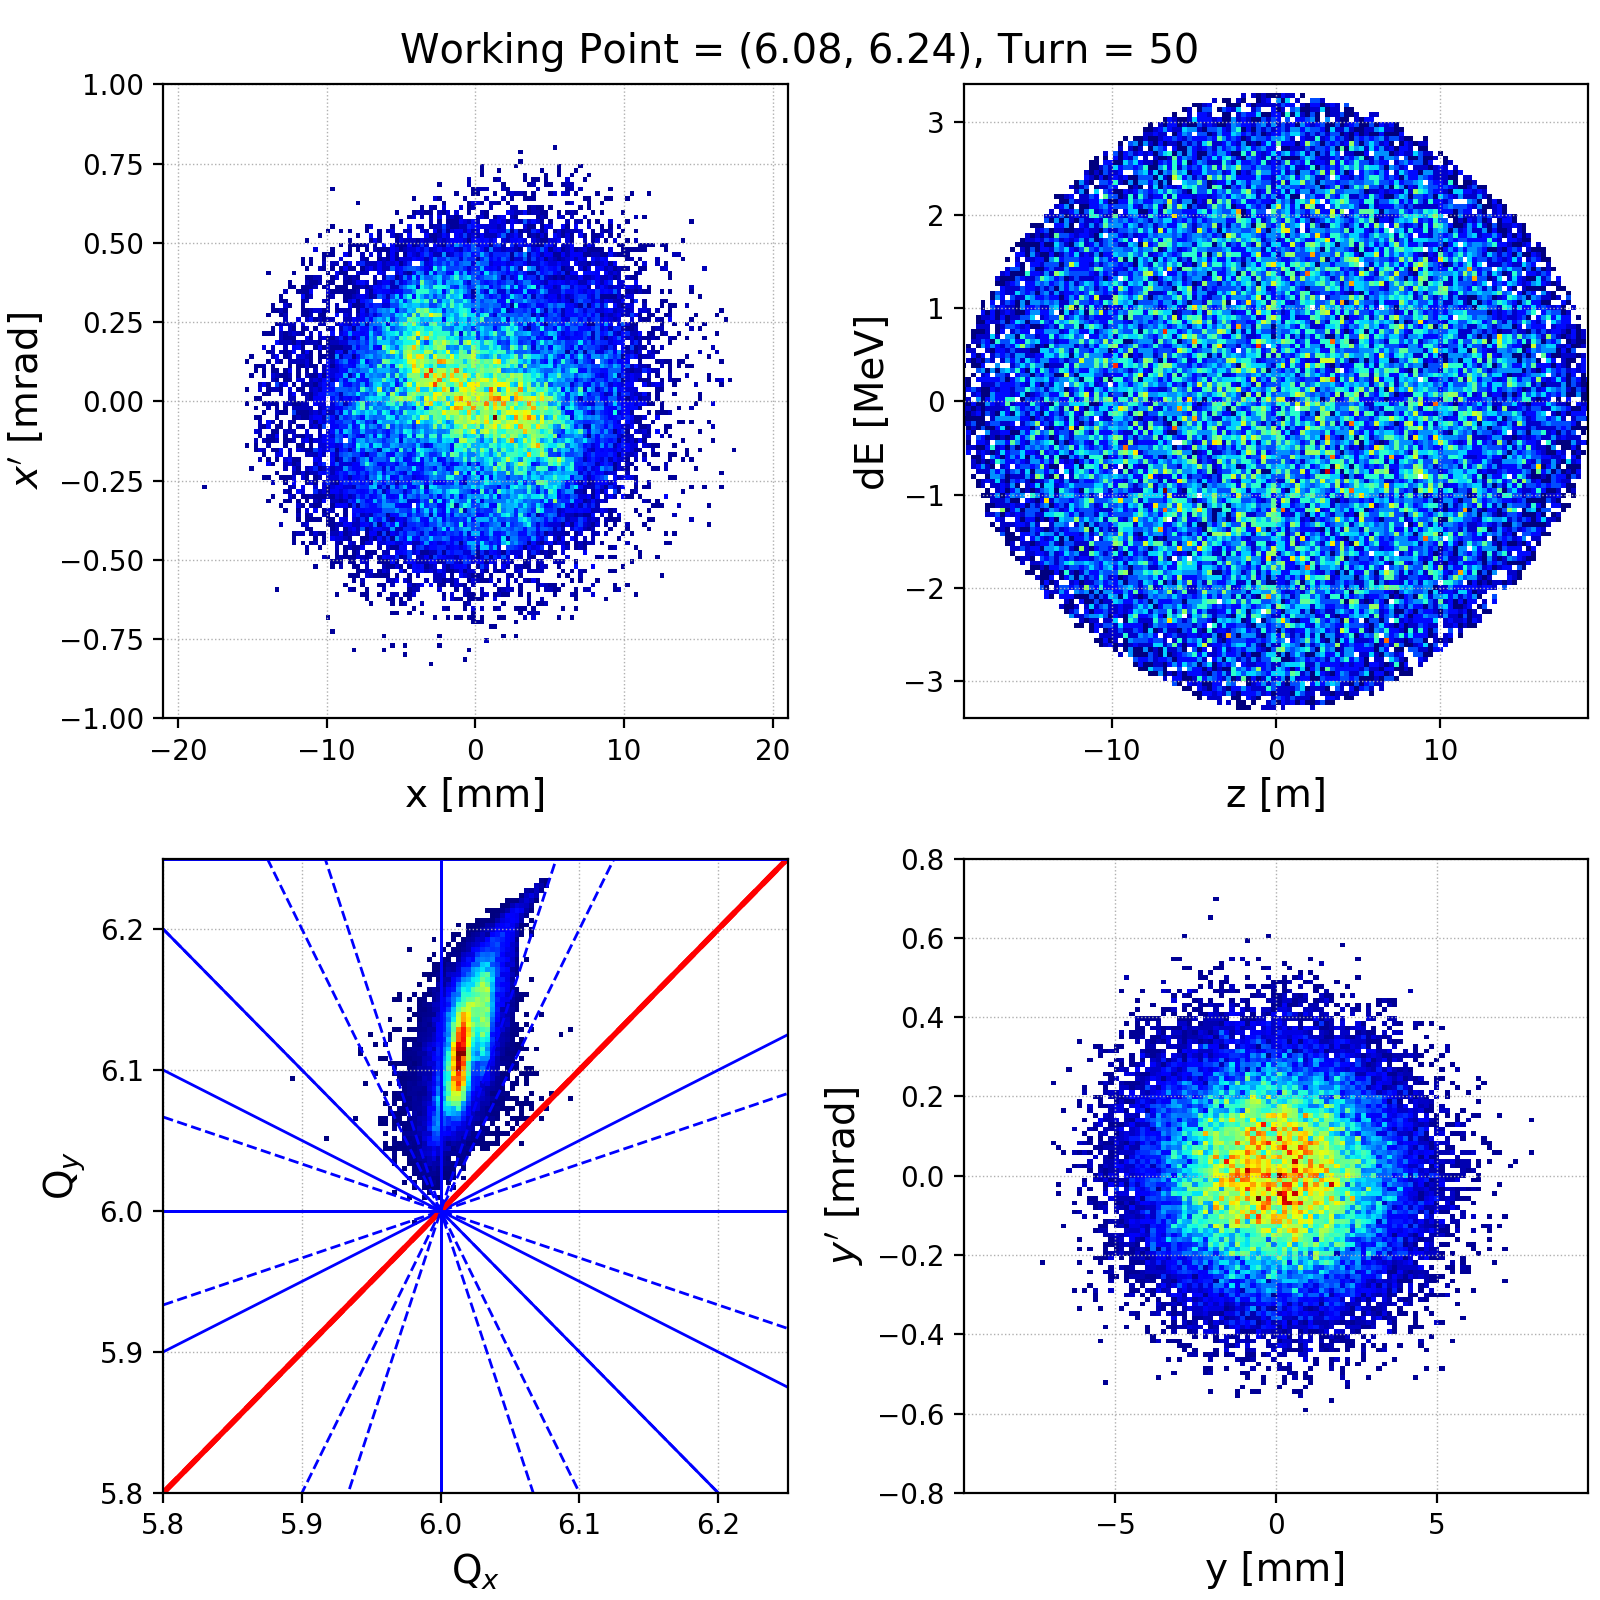 Working Point = (6.08, 6.24), Turn = 50
1.00
0.75
0.50
0.25
0.00
−0.25
−0.50
−0.75
−1.00
x′ [mrad]
−20 −10 0 10 20
x [mm]
3
2
1
0
−1
−2
−3
dE [MeV]
−10 0 10
z [m]
6.2
6.1
6.0
5.9
5.8
Qy
5.8 5.9 6.0 6.1 6.2
Qx
0.8
0.6
0.4
0.2
0.0
−0.2
−0.4
−0.6
−0.8
y′ [mrad]
−5 0 5
y [mm]